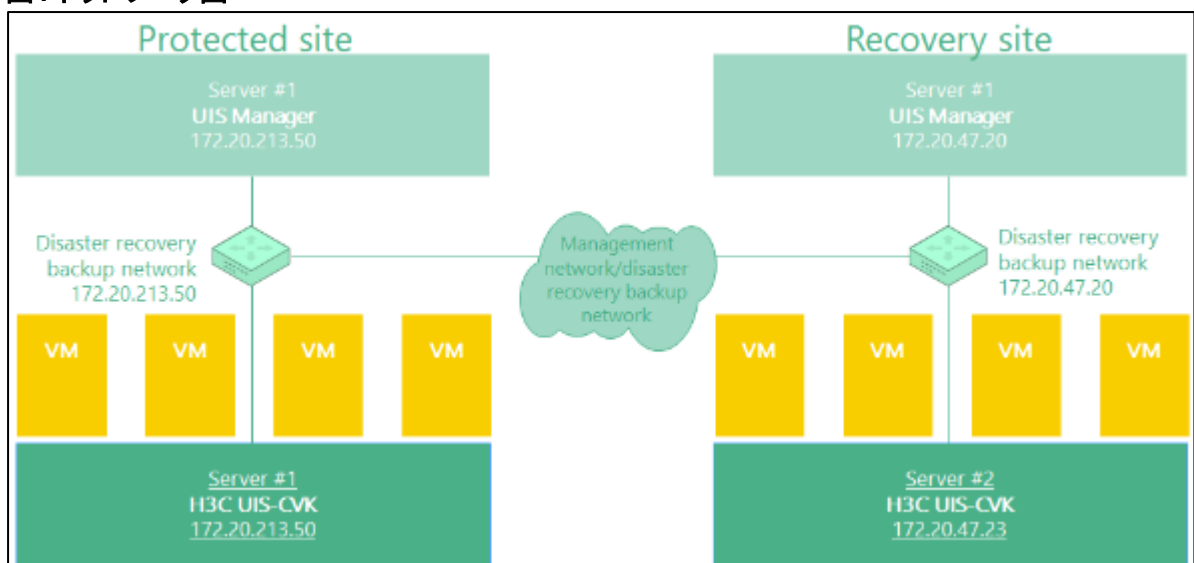 Protected site
Recovery site
Server #1
UIS Manager
172.20.213.50
Server #1
UIS Manager
172.20.47.20
Disaster recovery
backup network
172.20.213.50
Management
network/disaster
recovery backup
network
Disaster recovery
backup network
172.20.47.20
VM
VM
VM
VM
VM
VM
VM
VM
Server #1
H3C UIS-CVK
172.20.213.50
Server #2
H3C UIS-CVK
172.20.47.23